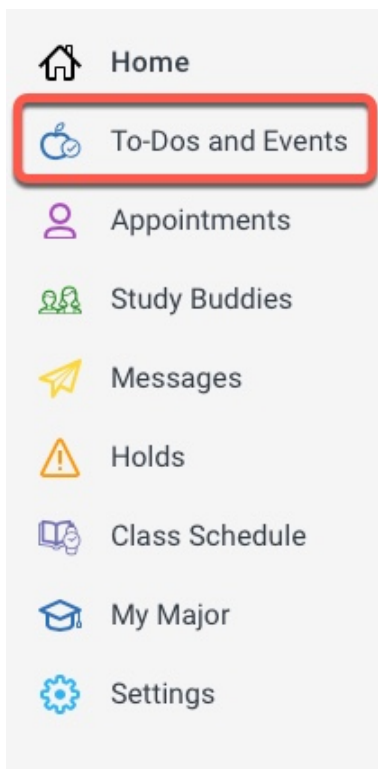 Home
To-Dos and Events
Appointments
Study Buddies
Messages
Holds
Class Schedule
My Major
Settings